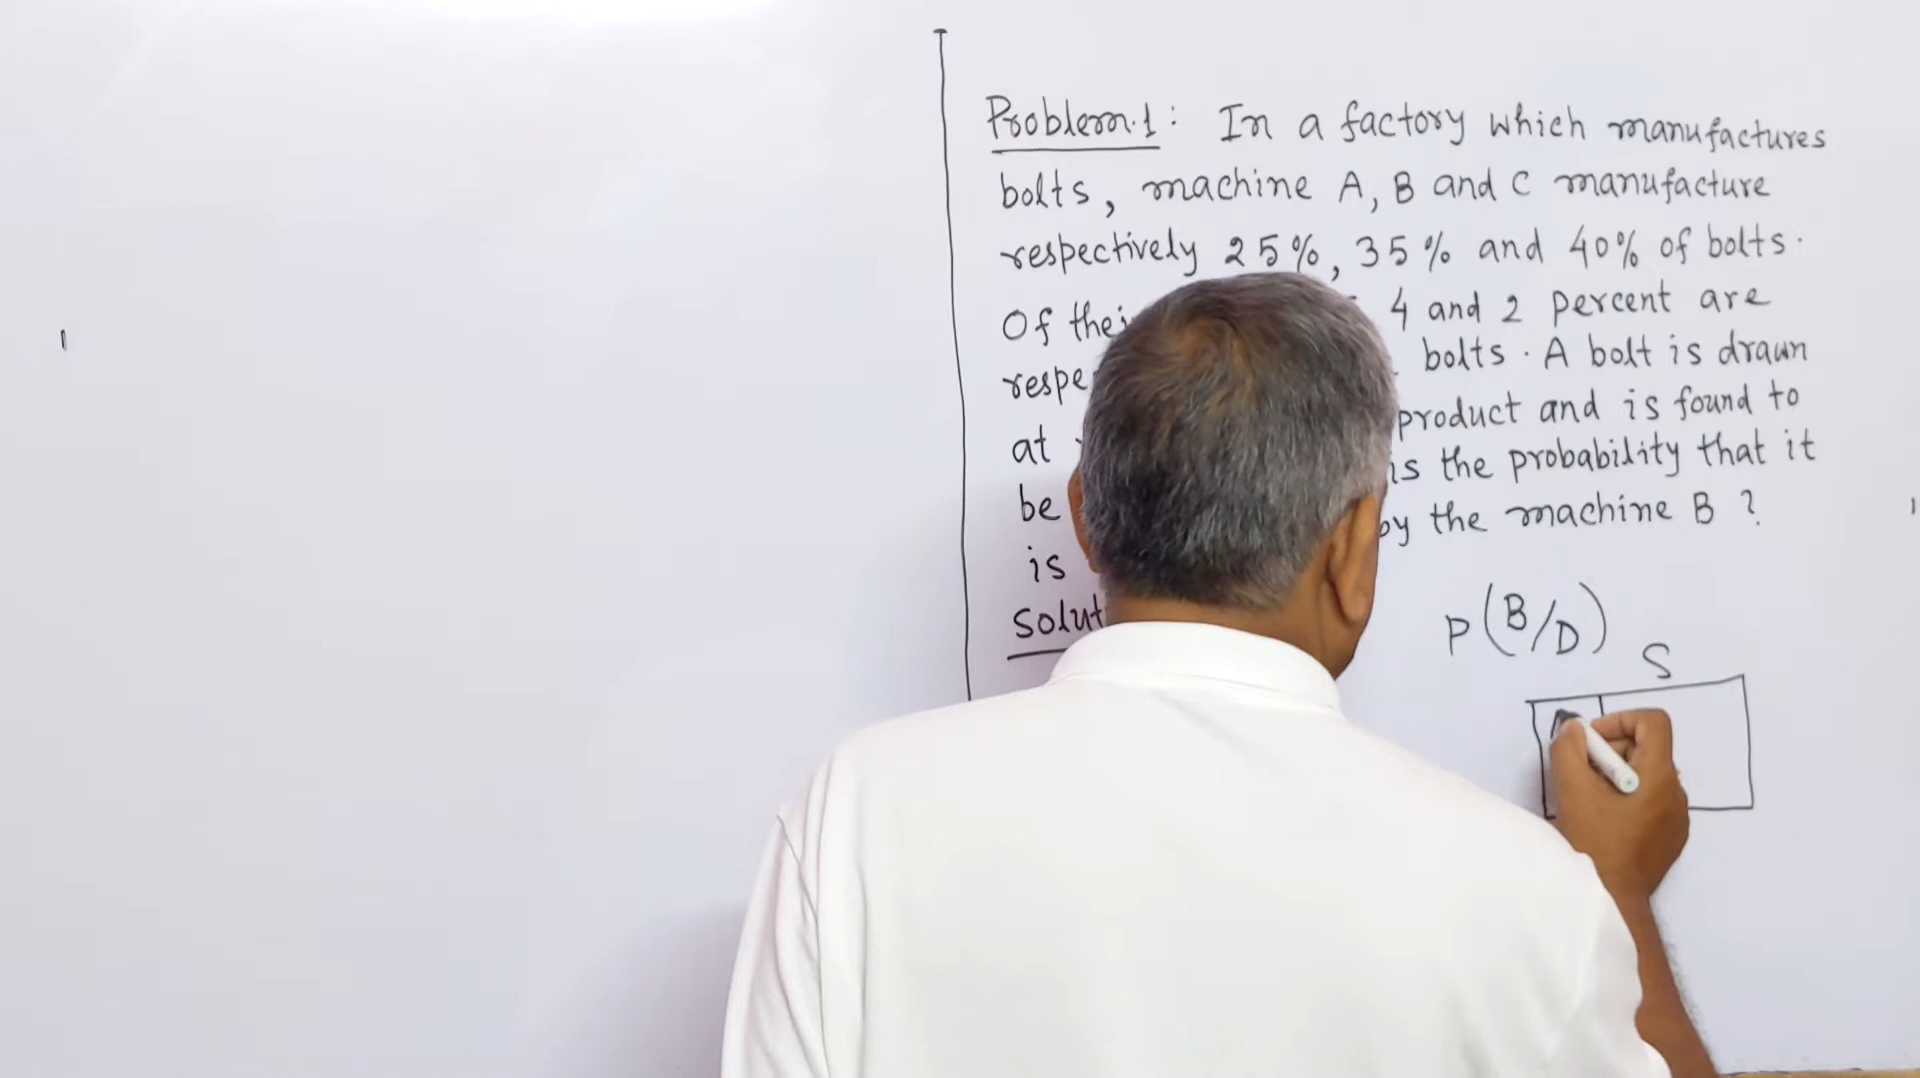 Problem.1: In a factory which manufactures
bolts, machine A, B and C manufacture
respectively 25%, 35% and 40% of bolts.
Of 4 and 2 percent are
bolts. A bolt is drawn
at product and is found to
be is the probability that it
is by the machine B ?
P(B/D)
S